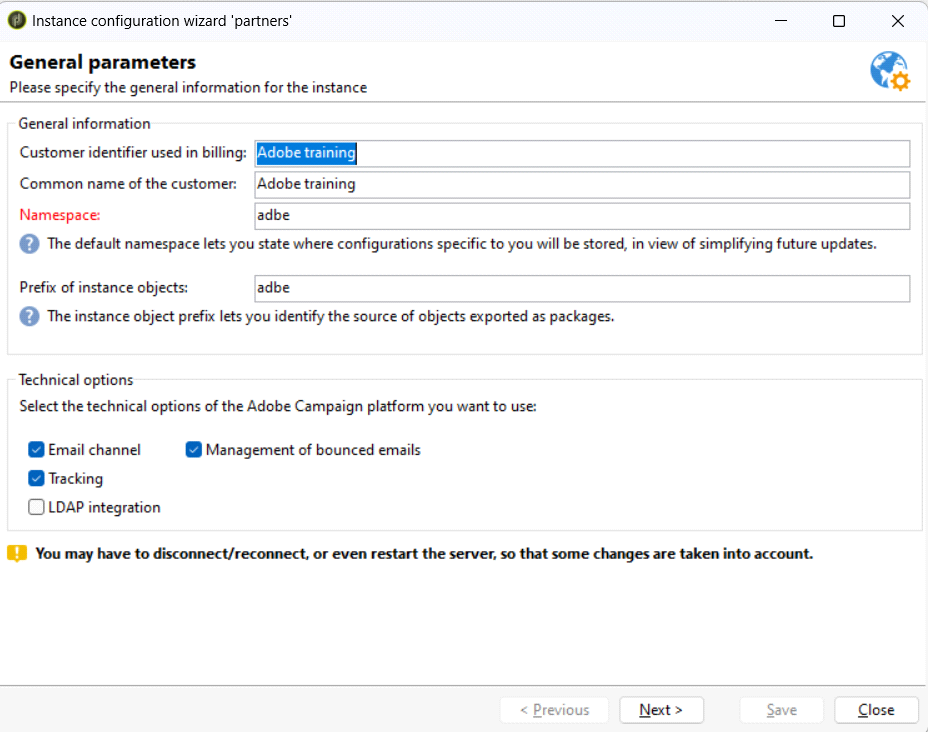 Instance configuration wizard 'partners'
General parameters
Please specify the general information for the instance
General information
Customer identifier used in billing: Adobe training
Common name of the customer: Adobe training
Namespace: adbe
? The default namespace lets you state where configurations specific to you will be stored, in view of simplifying future updates.
Prefix of instance objects: adbe
? The instance object prefix lets you identify the source of objects exported as packages.
Technical options
Select the technical options of the Adobe Campaign platform you want to use:
Email channel Management of bounced emails
Tracking
LDAP integration
! You may have to disconnect/reconnect, or even restart the server, so that some changes are taken into account.
< Previous Next > Save Close